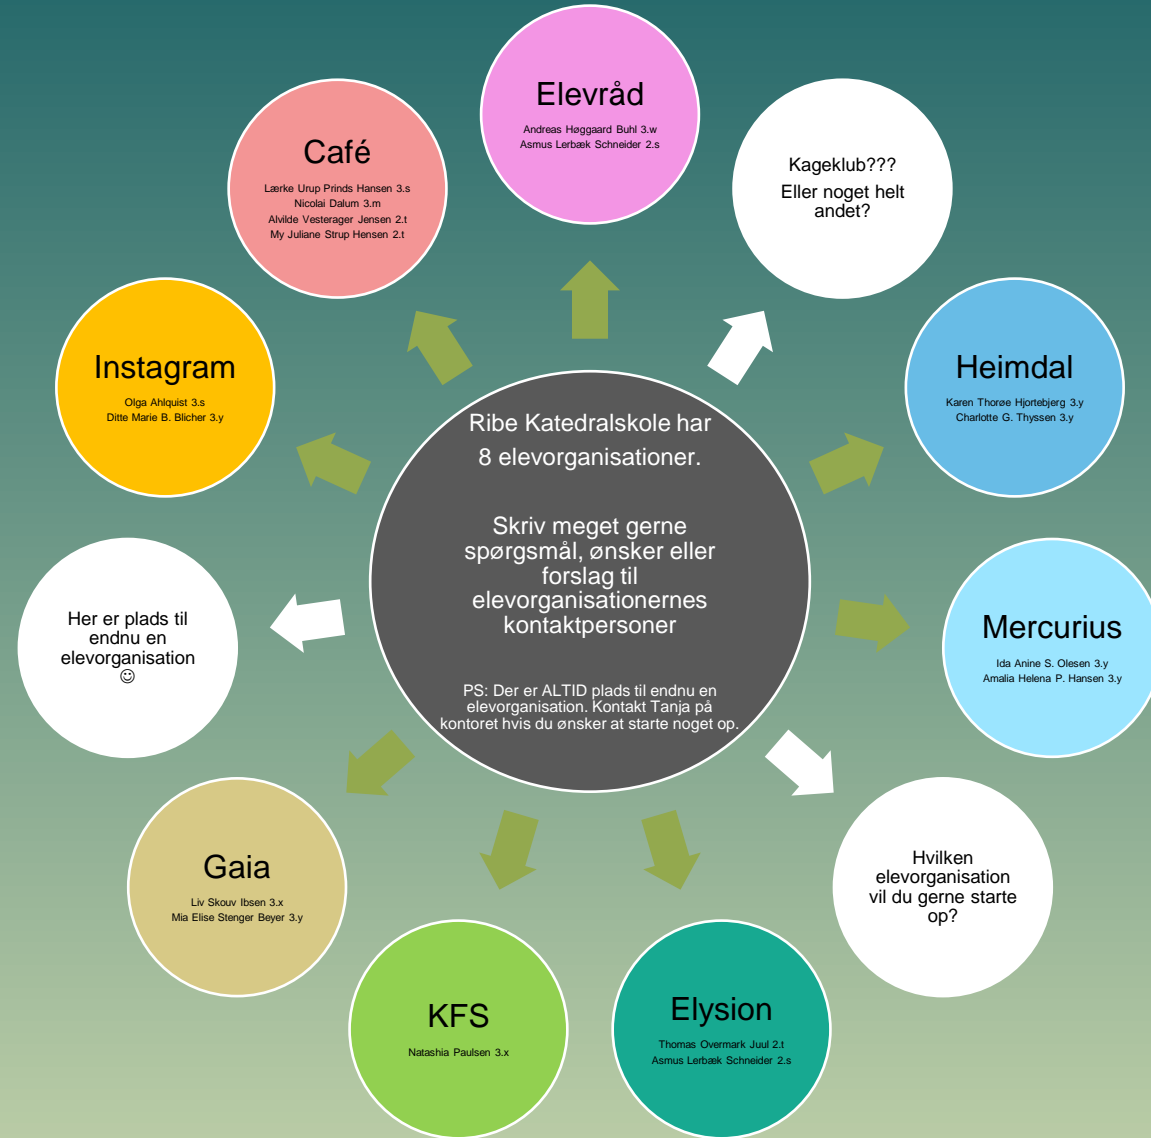 Elevråd
Andreas Høggaard Buhl 3.w
Asmus Lerbæk Schneider 2.s
Kageklub???
Eller noget helt
andet?
Heimdal
Karen Thorøe Hjortebjerg 3.y
Charlotte G. Thyssen 3.y
Mercurius
Ida Anine S. Olesen 3.y
Amalia Helena P. Hansen 3.y
Hvilken
elevorganisation
vil du gerne starte
op?
Elysion
Thomas Overmark Juul 2.t
Asmus Lerbæk Schneider 2.s
KFS
Natashia Paulsen 3.x
Gaia
Liv Skouv Ibsen 3.x
Mia Elise Stenger Beyer 3.y
Her er plads til
endnu en
elevorganisation
☺
Instagram
Olga Ahlquist 3.s
Ditte Marie B. Blicher 3.y
Café
Lærke Urup Prinds Hansen 3.s
Nicolai Dalum 3.m
Alvilde Vesterager Jensen 2.t
My Juliane Strup Hensen 2.t
Ribe Katedralskole har
8 elevorganisationer.
Skriv meget gerne
spørgsmål, ønsker eller
forslag til
elevorganisationernes
kontaktpersoner
PS: Der er ALTID plads til endnu en
elevorganisation. Kontakt Tanja på
kontoret hvis du ønsker at starte noget op.